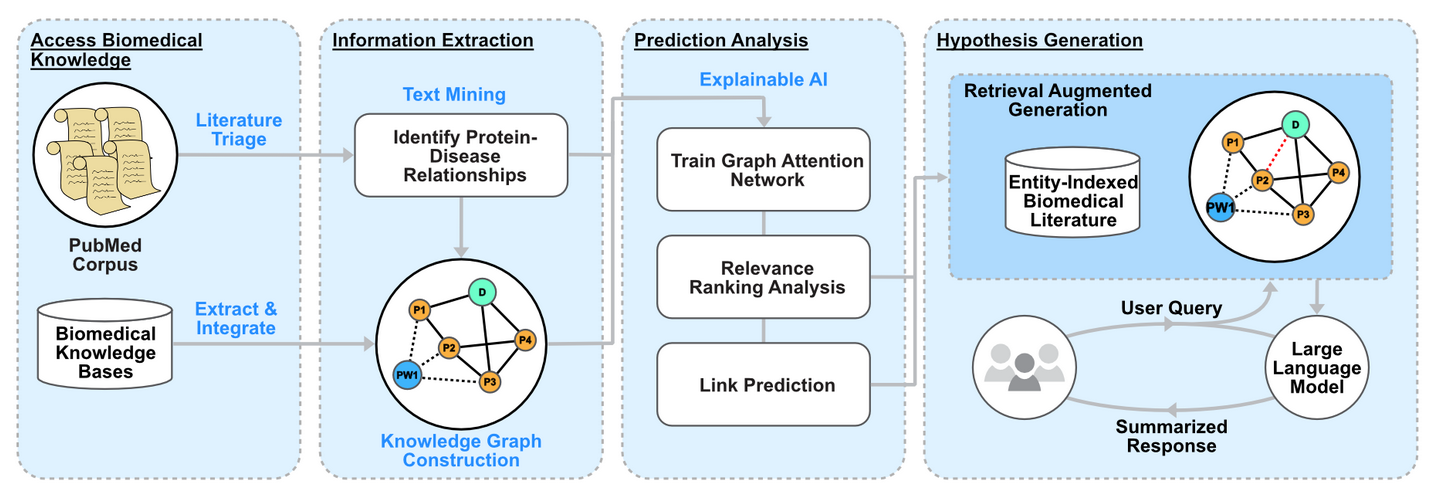 Access Biomedical
Knowledge
Literature
Triage
PubMed
Corpus
Extract &
Integrate
Biomedical
Knowledge
Bases
Information Extraction
Text Mining
Identify Protein-
Disease
Relationships
D
P1
P2
P4
PW1
P3
Knowledge Graph
Construction
Prediction Analysis
Explainable AI
Train Graph Attention
Network
Relevance
Ranking Analysis
Link Prediction
Hypothesis Generation
Retrieval Augmented
Generation
Entity-Indexed
Biomedical
Literature
D
P1
P2
P4
PW1
P3
User Query
Large
Language
Model
Summarized
Response